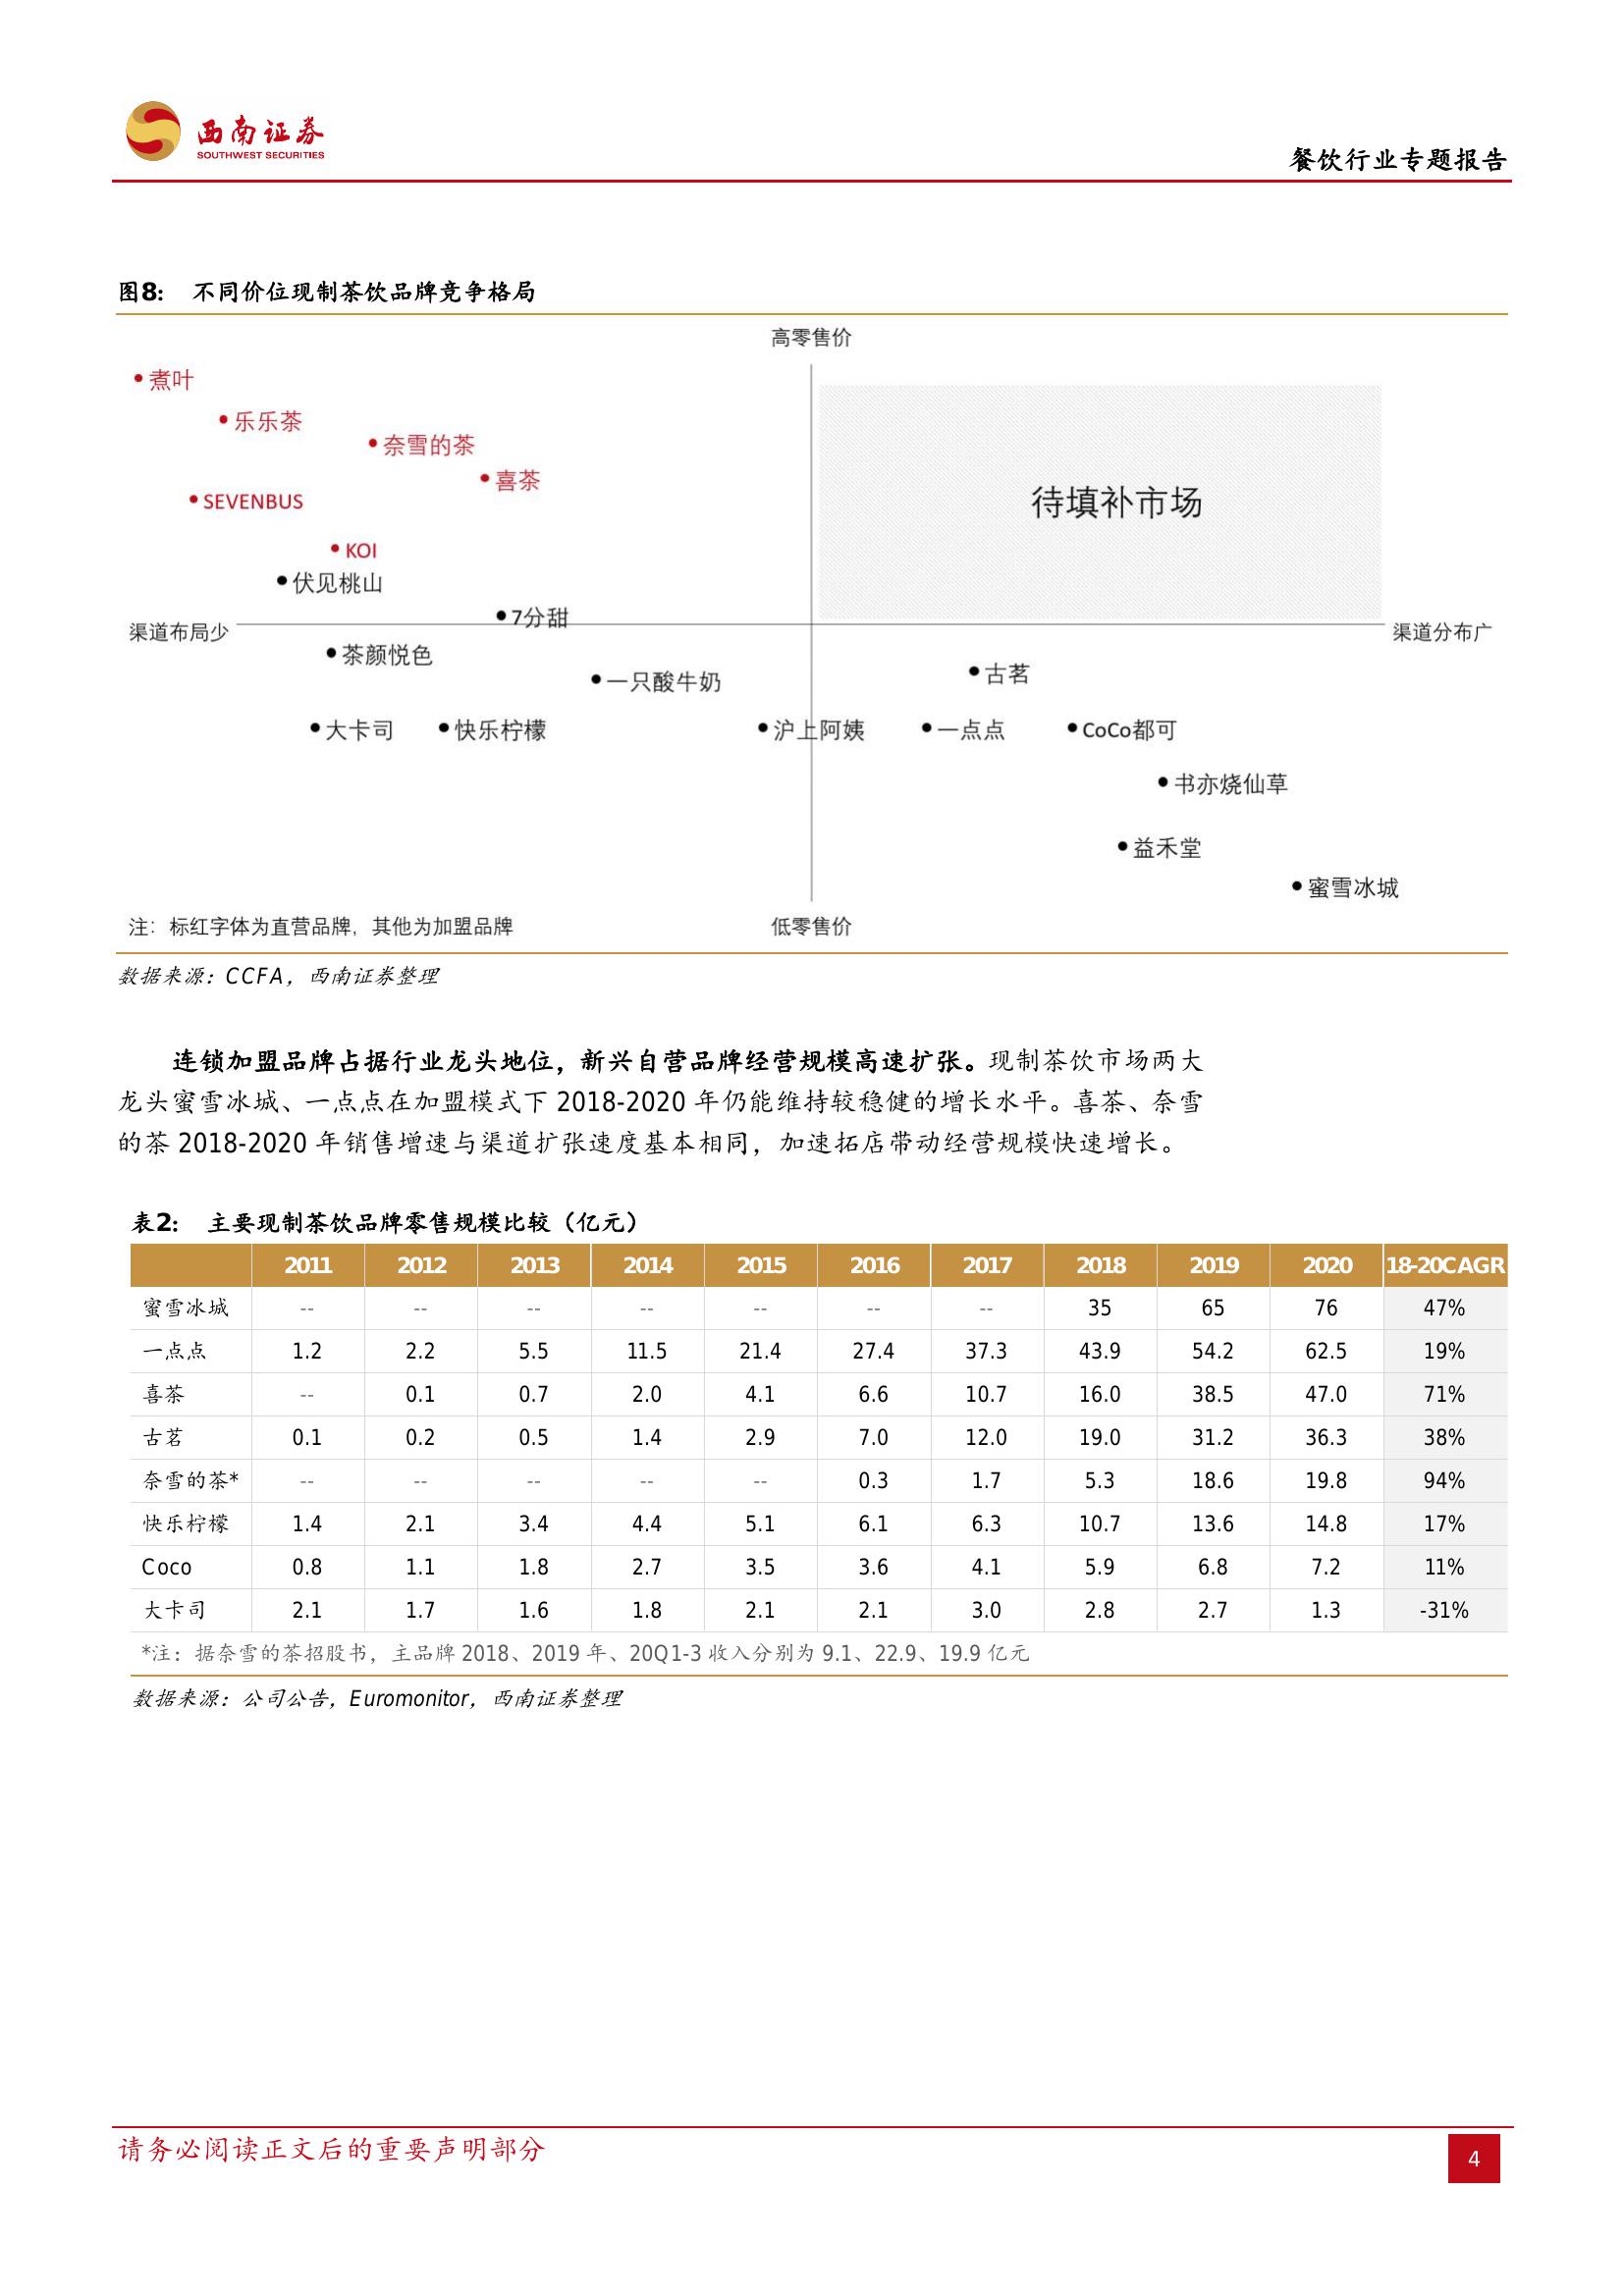 西南证券
SOUTHWEST SECURITIES
餐饮行业专题报告
图8: 不同价位现制茶饮品牌竞争格局
高零售价
煮叶
乐乐茶
奈雪的茶
喜茶
SEVENBUS
待填补市场
KOI
伏见桃山
7分甜
渠道布局少
渠道分布广
茶颜悦色
古茗
一只酸牛奶
大卡司 快乐柠檬 沪上阿姨 一点点 CoCo都可
书亦烧仙草
益禾堂
蜜雪冰城
注：标红字体为直营品牌，其他为加盟品牌
低零售价
数据来源：CCFA，西南证券整理
连锁加盟品牌占据行业龙头地位，新兴自营品牌经营规模高速扩张。现制茶饮市场两大
龙头蜜雪冰城、一点点在加盟模式下 2018-2020 年仍能维持较稳健的增长水平。喜茶、奈雪
的茶 2018-2020 年销售增速与渠道扩张速度基本相同，加速拓店带动经营规模快速增长。
表2: 主要现制茶饮品牌零售规模比较（亿元）
2011 2012 2013 2014 2015 2016 2017 2018 2019 2020 18-20CAGR
蜜雪冰城 -- -- -- -- -- -- -- 35 65 76 47%
一点点 1.2 2.2 5.5 11.5 21.4 27.4 37.3 43.9 54.2 62.5 19%
喜茶 -- 0.1 0.7 2.0 4.1 6.6 10.7 16.0 38.5 47.0 71%
古茗 0.1 0.2 0.5 1.4 2.9 7.0 12.0 19.0 31.2 36.3 38%
奈雪的茶* -- -- -- -- -- 0.3 1.7 5.3 18.6 19.8 94%
快乐柠檬 1.4 2.1 3.4 4.4 5.1 6.1 6.3 10.7 13.6 14.8 17%
Coco 0.8 1.1 1.8 2.7 3.5 3.6 4.1 5.9 6.8 7.2 11%
大卡司 2.1 1.7 1.6 1.8 2.1 2.1 3.0 2.8 2.7 1.3 -31%
*注：据奈雪的茶招股书，主品牌 2018、2019 年、20Q1-3 收入分别为 9.1、22.9、19.9 亿元
数据来源：公司公告，Euromonitor，西南证券整理
请务必阅读正文后的重要声明部分
4